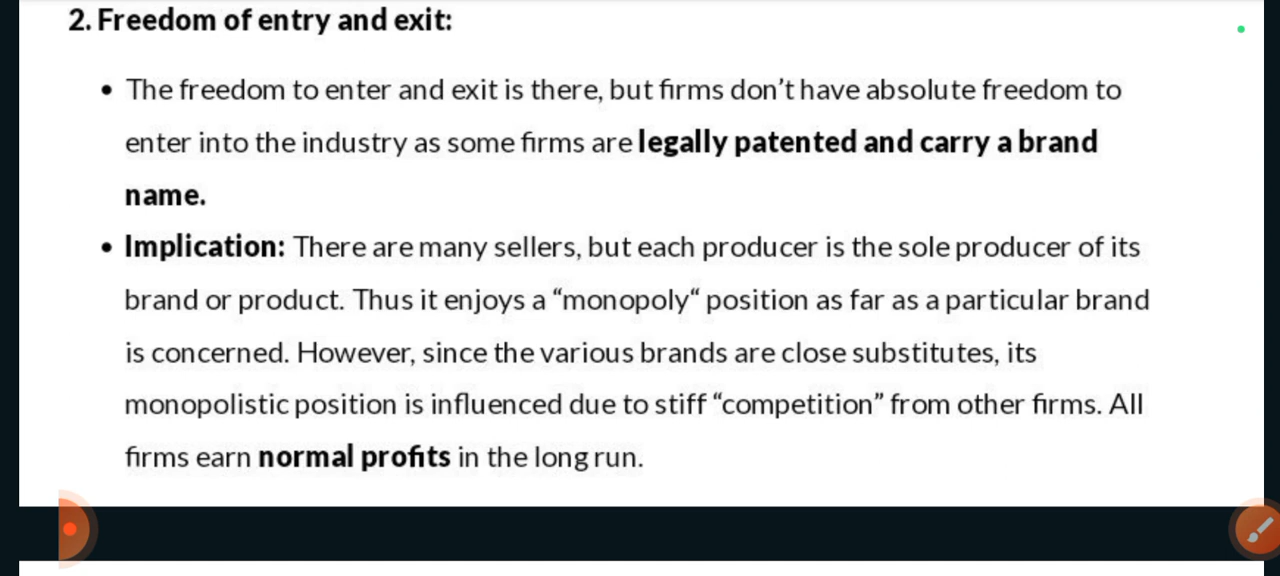 2. Freedom of entry and exit:
• The freedom to enter and exit is there, but firms don’t have absolute freedom to
enter into the industry as some firms are legally patented and carry a brand
name.
• Implication: There are many sellers, but each producer is the sole producer of its
brand or product. Thus it enjoys a “monopoly“ position as far as a particular brand
is concerned. However, since the various brands are close substitutes, its
monopolistic position is influenced due to stiff “competition” from other firms. All
firms earn normal profits in the long run.